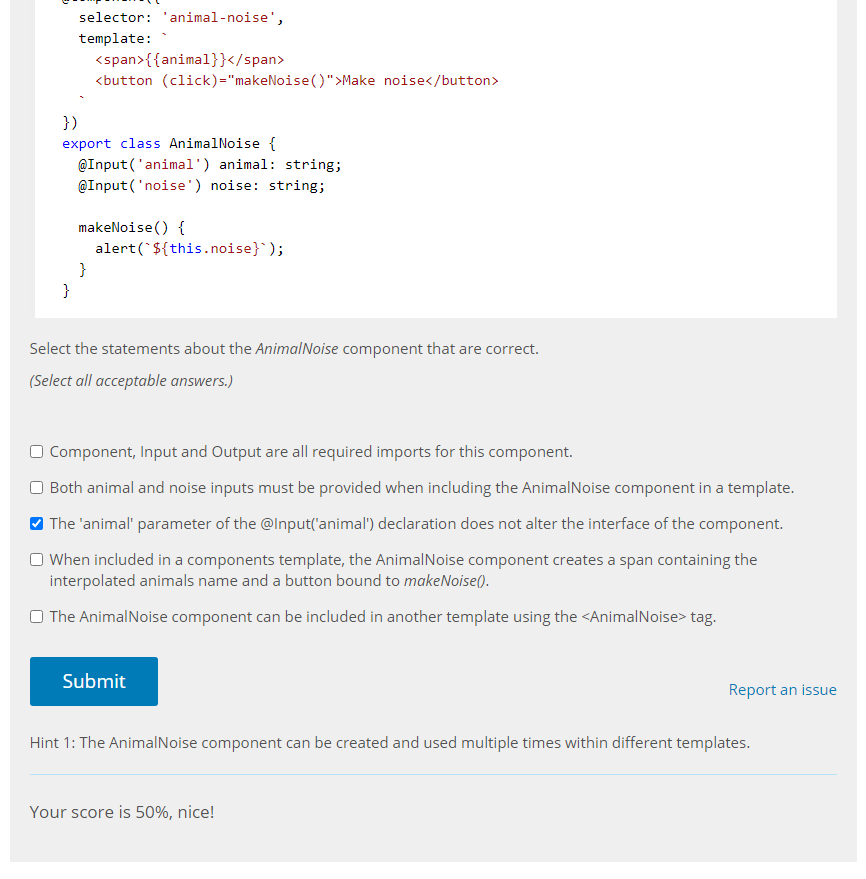 selector: 'animal-noise',
template: `
<span>{{animal}}</span>
<button (click)="makeNoise()">Make noise</button>
`
})
export class AnimalNoise {
@Input('animal') animal: string;
@Input('noise') noise: string;
makeNoise() {
alert(`${this.noise}`);
}
}
Select the statements about the AnimalNoise component that are correct.
(Select all acceptable answers.)
Component, Input and Output are all required imports for this component.
Both animal and noise inputs must be provided when including the AnimalNoise component in a template.
The 'animal' parameter of the @Input('animal') declaration does not alter the interface of the component.
When included in a components template, the AnimalNoise component creates a span containing the
interpolated animals name and a button bound to makeNoise().
The AnimalNoise component can be included in another template using the <AnimalNoise> tag.
Submit
Report an issue
Hint 1: The AnimalNoise component can be created and used multiple times within different templates.
Your score is 50%, nice!